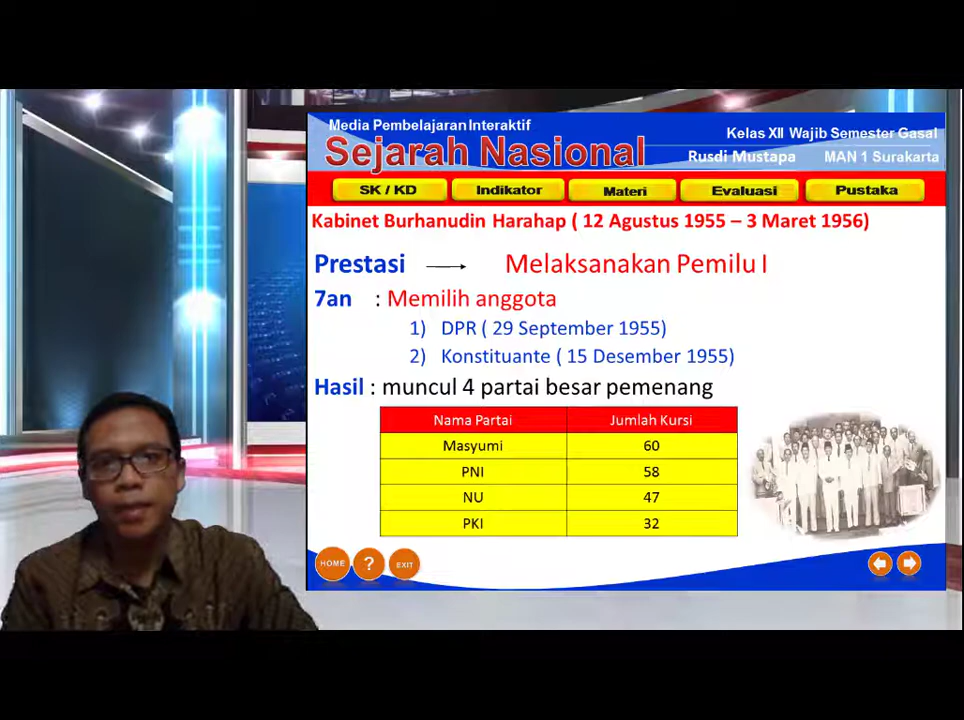 Media Pembelajaran Interaktif
Sejarah Nasional
Kelas XII Wajib Semester Gasal
Rusdi Mustapa MAN 1 Surakarta
SK / KD Indikator Materi Evaluasi Pustaka
Kabinet Burhanudin Harahap ( 12 Agustus 1955 – 3 Maret 1956)
Prestasi → Melaksanakan Pemilu I
7an : Memilih anggota
1) DPR ( 29 September 1955)
2) Konstituante ( 15 Desember 1955)
Hasil : muncul 4 partai besar pemenang
Nama Partai Jumlah Kursi
Masyumi 60
PNI 58
NU 47
PKI 32
HOME ? EXIT